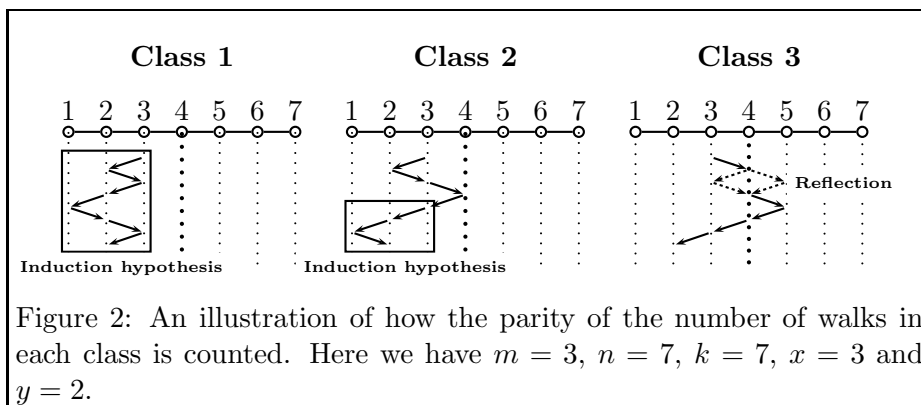 Class 1 Class 2 Class 3
1 2 3 4 5 6 7 1 2 3 4 5 6 7 1 2 3 4 5 6 7
Reflection
Induction hypothesis Induction hypothesis
Figure 2: An illustration of how the parity of the number of walks in
each class is counted. Here we have m = 3, n = 7, k = 7, x = 3 and
y = 2.